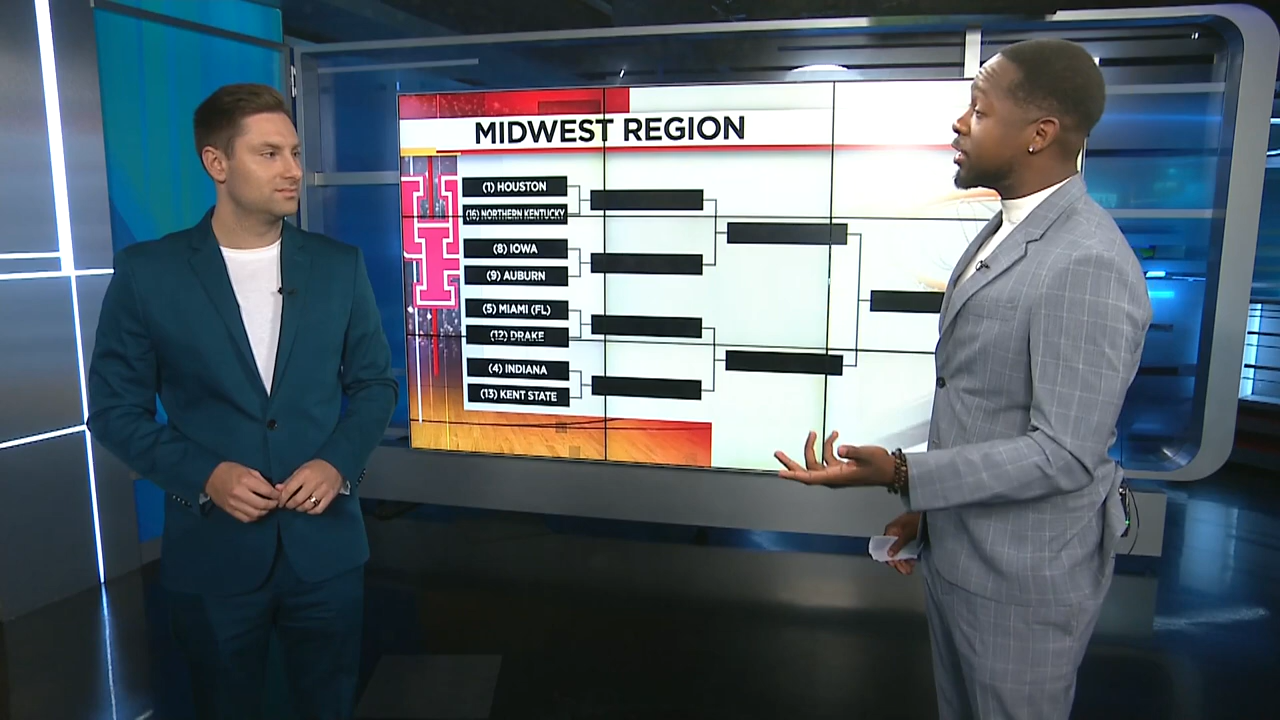 MIDWEST REGION
(1) HOUSTON
(16) NORTHERN KENTUCKY
(8) IOWA
(9) AUBURN
(5) MIAMI (FL)
(12) DRAKE
(4) INDIANA
(13) KENT STATE